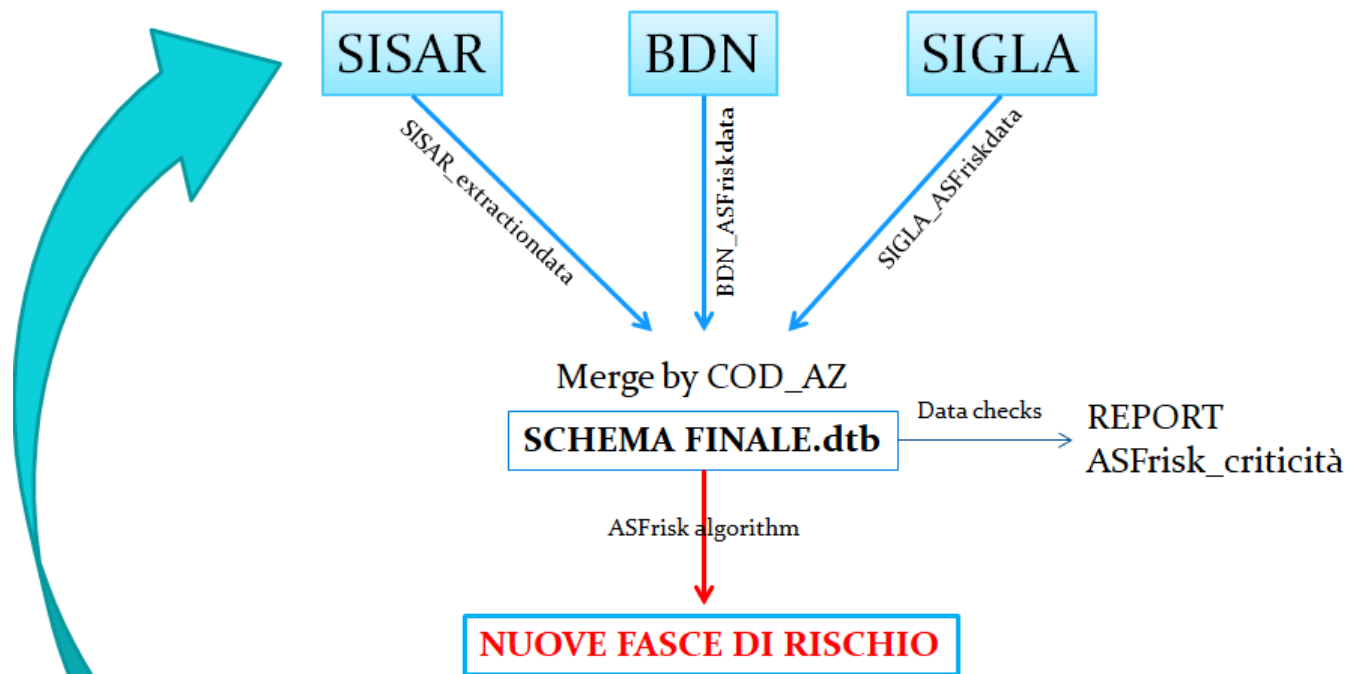 SISAR
BDN
SIGLA
SISAR_extractiondata
BDN_ASFriskdata
SIGLA_ASFriskdata
Merge by COD_AZ
SCHEMA FINALE.dtb
Data checks
REPORT
ASFrisk_criticità
ASFrisk algorithm
NUOVE FASCE DI RISCHIO